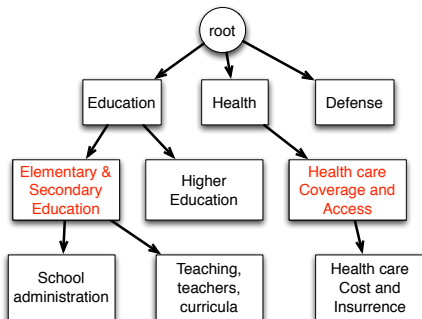 root
Education
Health
Defense
Elementary &
Secondary
Education
Higher
Education
Health care
Coverage and
Access
School
administration
Teaching,
teachers,
curricula
Health care
Cost and
Insurrence